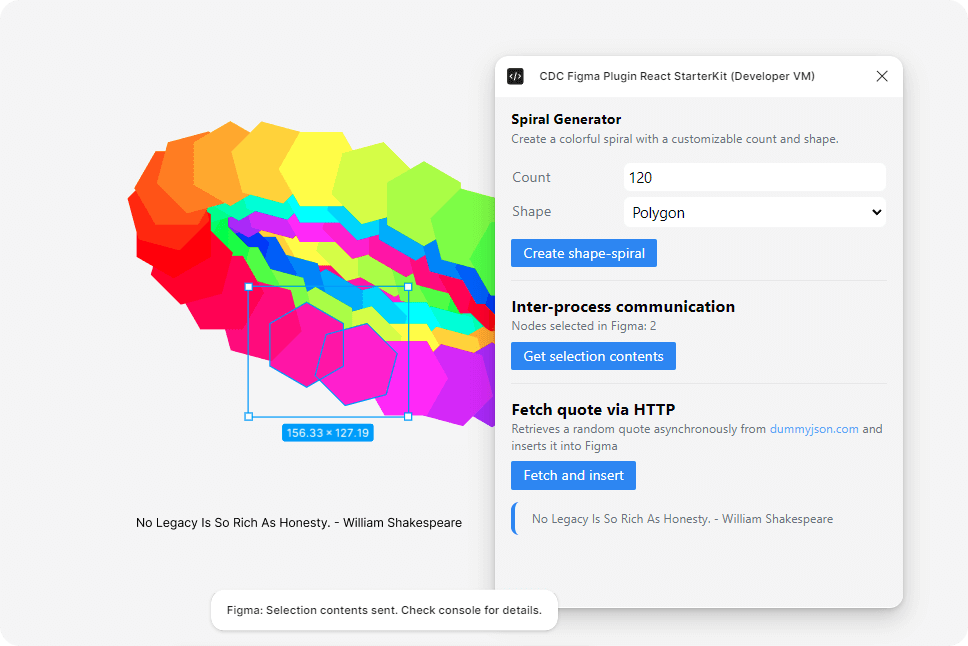 </> CDC Figma Plugin React StarterKit (Developer VM)
Spiral Generator
Create a colorful spiral with a customizable count and shape.
Count 120
Shape Polygon
Create shape-spiral
Inter-process communication
Nodes selected in Figma: 2
Get selection contents
Fetch quote via HTTP
Retrieves a random quote asynchronously from dummyjson.com and
inserts it into Figma
Fetch and insert
No Legacy Is So Rich As Honesty. - William Shakespeare
156.33 × 127.19
No Legacy Is So Rich As Honesty. - William Shakespeare
Figma: Selection contents sent. Check console for details.